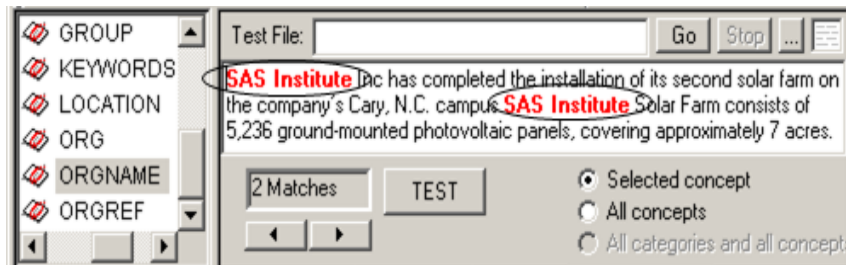 GROUP
KEYWORDS
LOCATION
ORG
ORGNAME
ORGREF
Test File:
Go
Stop
...
SAS Institute Inc has completed the installation of its second solar farm on
the company's Cary, N.C. campus. SAS Institute Solar Farm consists of
5,236 ground-mounted photovoltaic panels, covering approximately 7 acres.
2 Matches
TEST
Selected concept
All concepts
All categories and all concept